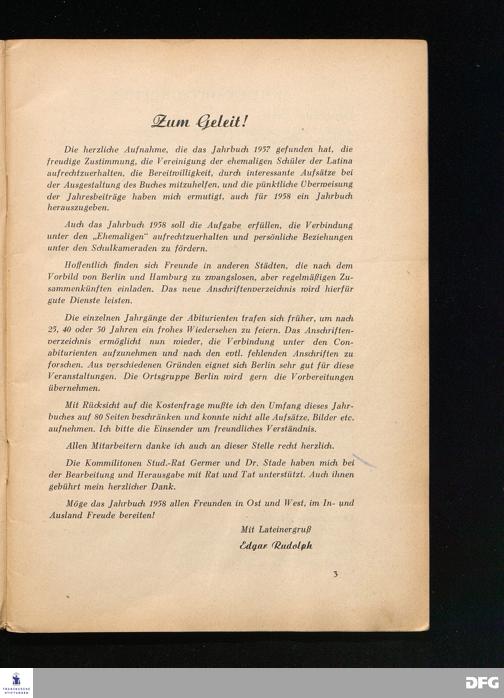 Zum Geleit!
Die herzliche Aufnahme, die das Jahrbuch 1957 gefunden hat, die
freudige Zustimmung, die Vereinigung der ehemaligen Schüler der Latina
aufrechtzuerhalten, die Bereitwilligkeit, durch interessante Aufsätze bei
der Ausgestaltung des Buches mitzuhelfen, und die pünktliche Überweisung
der Jahresbeiträge haben mich ermutigt, auch für 1958 ein Jahrbuch
herauszugeben.
Auch das Jahrbuch 1958 soll die Aufgabe erfüllen, die Verbindung
unter den „Ehemaligen" aufrechtzuerhalten und persönliche Beziehungen
unter den Schulkameraden zu fördern.
Hoffentlich finden sich Freunde in anderen Städten, die nach dem
Vorbild von Berlin und Hamburg zu zwanglosen, aber regelmäßigen Zu-
sammenkünften einladen. Das neue Anschriftenverzeichnis wird hierfür
gute Dienste leisten.
Die einzelnen Jahrgänge der Abiturienten trafen sich früher, um nach
25, 40 oder 50 Jahren ein frohes Wiedersehen zu feiern. Das Anschriften-
verzeichnis ermöglicht nun wieder, die Verbindung unter den Con-
abiturienten aufzunehmen und nach den evtl. fehlenden Anschriften zu
forschen. Aus verschiedenen Gründen eignet sich Berlin sehr gut für diese
Veranstaltungen. Die Ortsgruppe Berlin wird gern die Vorbereitungen
übernehmen.
Mit Rücksicht auf die Kostenfrage mußte ich den Umfang dieses Jahr-
buches auf 80 Seiten beschränken und konnte nicht alle Aufsätze, Bilder etc.
aufnehmen. Ich bitte die Einsender um freundliches Verständnis.
Allen Mitarbeitern danke ich auch an dieser Stelle recht herzlich.
Die Kommilitonen Stud.-Rat Germer und Dr. Stade haben mich bei
der Bearbeitung und Herausgabe mit Rat und Tat unterstützt. Auch ihnen
gebührt mein herzlicher Dank.
Möge das Jahrbuch 1958 allen Freunden in Ost und West, im In- und
Ausland Freude bereiten!
Mit Lateinergruß
Edgar Rudolph
3
FRANCKESCHE
STIFTUNGEN
DFG